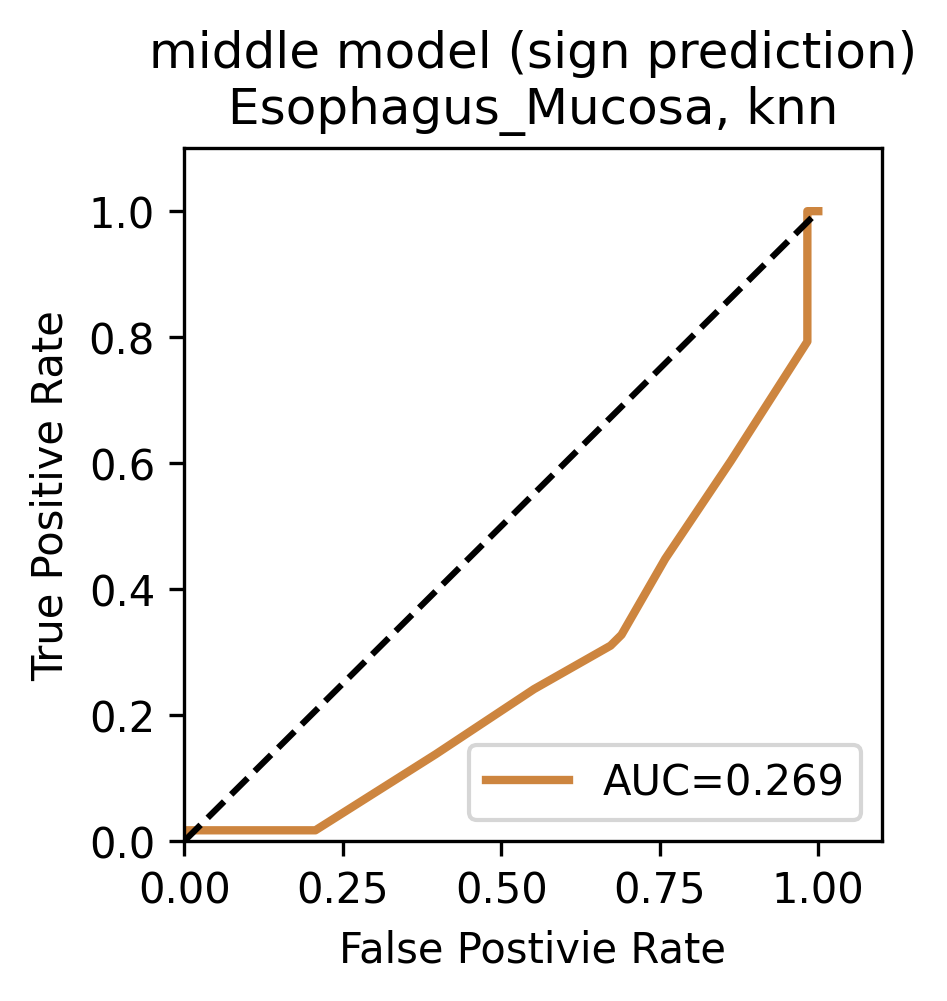 middle model (sign prediction)
Esophagus_Mucosa, knn
True Positive Rate
1.0
0.8
0.6
0.4
0.2
0.0
AUC=0.269
0.00 0.25 0.50 0.75 1.00
False Postivie Rate